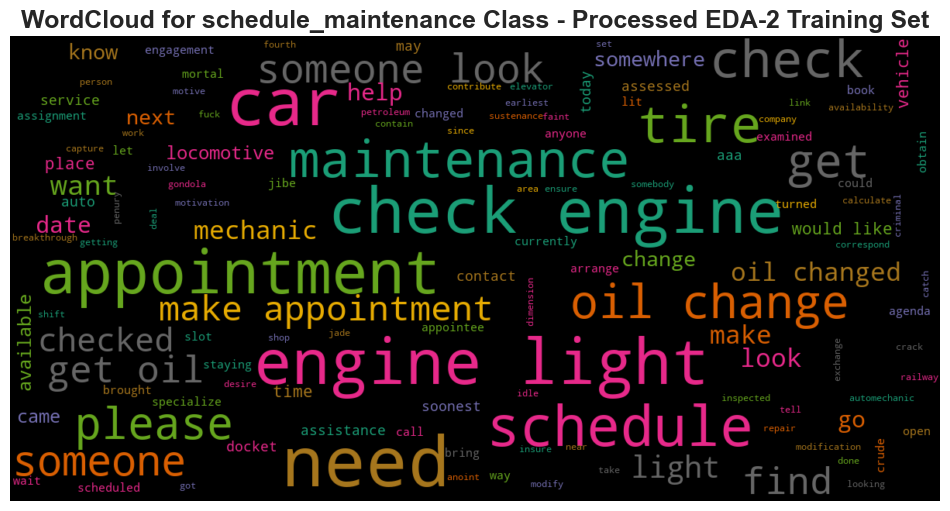 WordCloud for schedule_maintenance Class - Processed EDA-2 Training Set
know engagement fourth may set
someone look somewhere check vehicle
mortal motive person contribute elevator
service car help today assessed book
assignment fuck petroleum changed earliest lit link availability
next contain sustenance faint tire company
work since anyone examined
capture let locomotive maintenance aaa get obtain
place involve gondola jibe area ensure somebody could
want motivation calculate
auto penury deal check engine turned criminal
date mechanic would like
breakthrough getting currently correspond
appointment contact change oil changed
arrange catch
available make appointment dimension oil change agenda
shift jade appointee make
checked slot shop exchange crack
get oil staying engine light look railway
desire time idle
brought specialize inspected automechanic
came please soonest schedule tell go open
assistance call repair
docket insure near modification crude
someone need bring way light done find
wait scheduled got anoint modify take looking